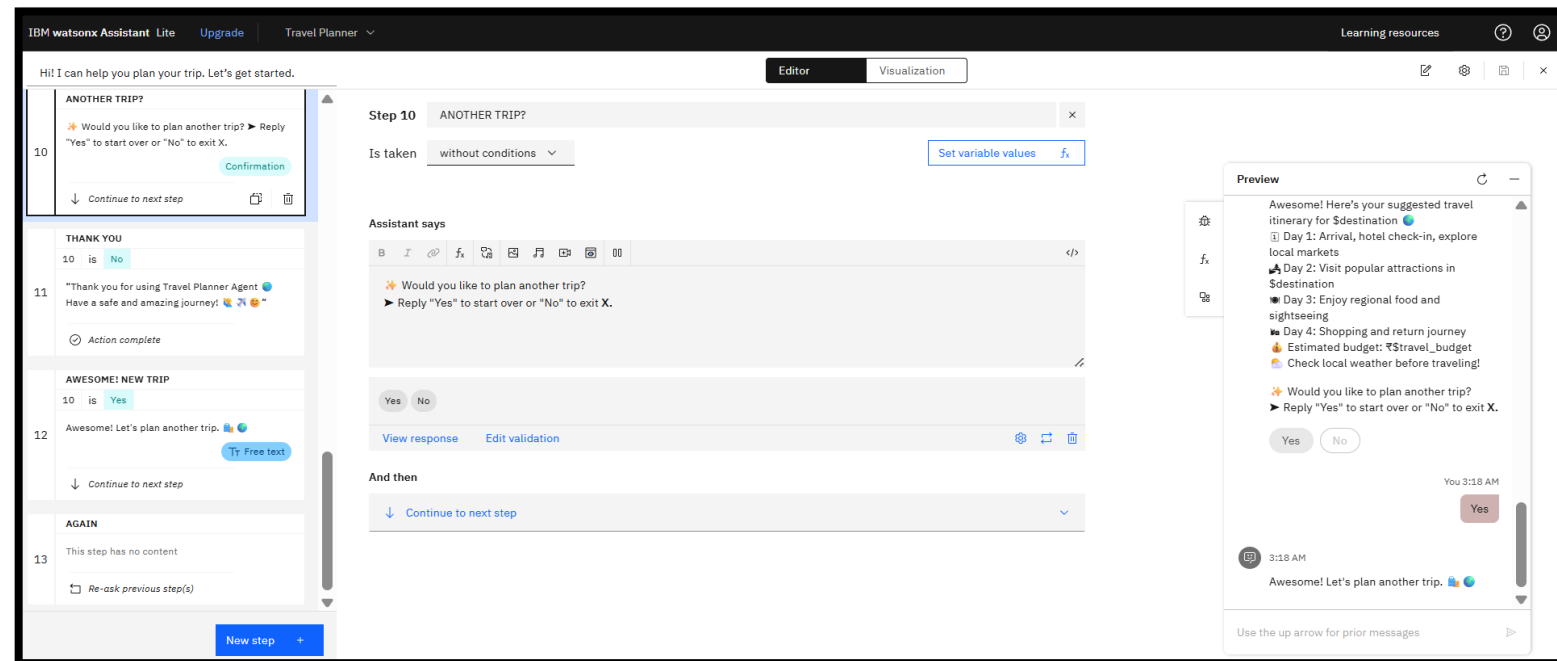 IBM watsonx Assistant Lite Upgrade Travel Planner Learning resources
Hi! I can help you plan your trip. Let's get started.
Editor Visualization
10
ANOTHER TRIP?
✨ Would you like to plan another trip? ➤ Reply
"Yes" to start over or "No" to exit X.
Confirmation
Continue to next step
11
THANK YOU
10 is No
"Thank you for using Travel Planner Agent 🌍
Have a safe and amazing journey! 🧳 ✈️ 😊"
Action complete
12
AWESOME! NEW TRIP
10 is Yes
Awesome! Let's plan another trip. 🛍️ 🌍
Free text
Continue to next step
13
AGAIN
This step has no content
Re-ask previous step(s)
New step +
Step 10 ANOTHER TRIP?
Is taken without conditions
Set variable values fx
Assistant says
B I fx </>
✨ Would you like to plan another trip?
➤ Reply "Yes" to start over or "No" to exit X.
Yes No
View response Edit validation
And then
Continue to next step
fx
Preview
Awesome! Here's your suggested travel
itinerary for $destination 🌍
🗓 Day 1: Arrival, hotel check-in, explore
local markets
🏞 Day 2: Visit popular attractions in
$destination
🍽 Day 3: Enjoy regional food and
sightseeing
🛍 Day 4: Shopping and return journey
💰 Estimated budget: ₹$travel_budget
🌤 Check local weather before traveling!
✨ Would you like to plan another trip?
➤ Reply "Yes" to start over or "No" to exit X.
Yes No
You 3:18 AM
Yes
3:18 AM
Awesome! Let's plan another trip. 🛍️ 🌍
Use the up arrow for prior messages